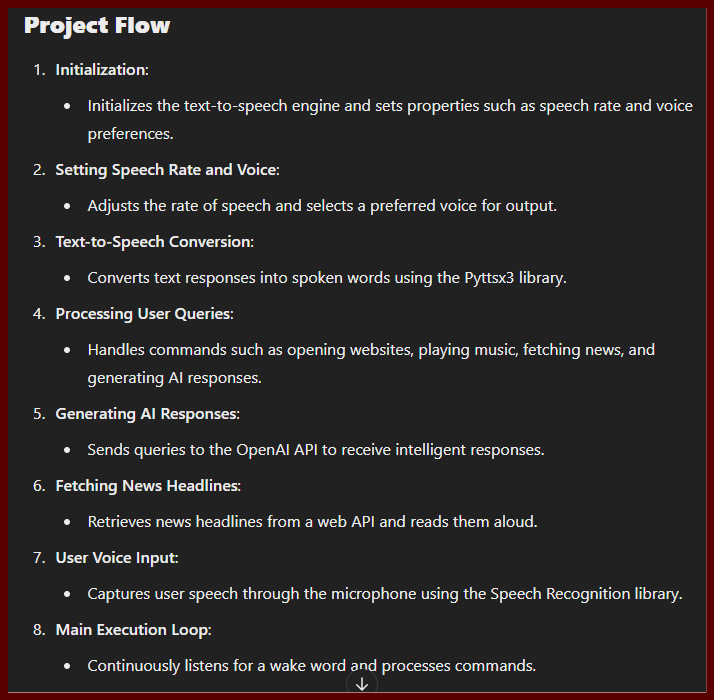 Project Flow
1. Initialization:
• Initializes the text-to-speech engine and sets properties such as speech rate and voice
preferences.
2. Setting Speech Rate and Voice:
• Adjusts the rate of speech and selects a preferred voice for output.
3. Text-to-Speech Conversion:
• Converts text responses into spoken words using the Pyttsx3 library.
4. Processing User Queries:
• Handles commands such as opening websites, playing music, fetching news, and
generating AI responses.
5. Generating AI Responses:
• Sends queries to the OpenAI API to receive intelligent responses.
6. Fetching News Headlines:
• Retrieves news headlines from a web API and reads them aloud.
7. User Voice Input:
• Captures user speech through the microphone using the Speech Recognition library.
8. Main Execution Loop:
• Continuously listens for a wake word and processes commands.